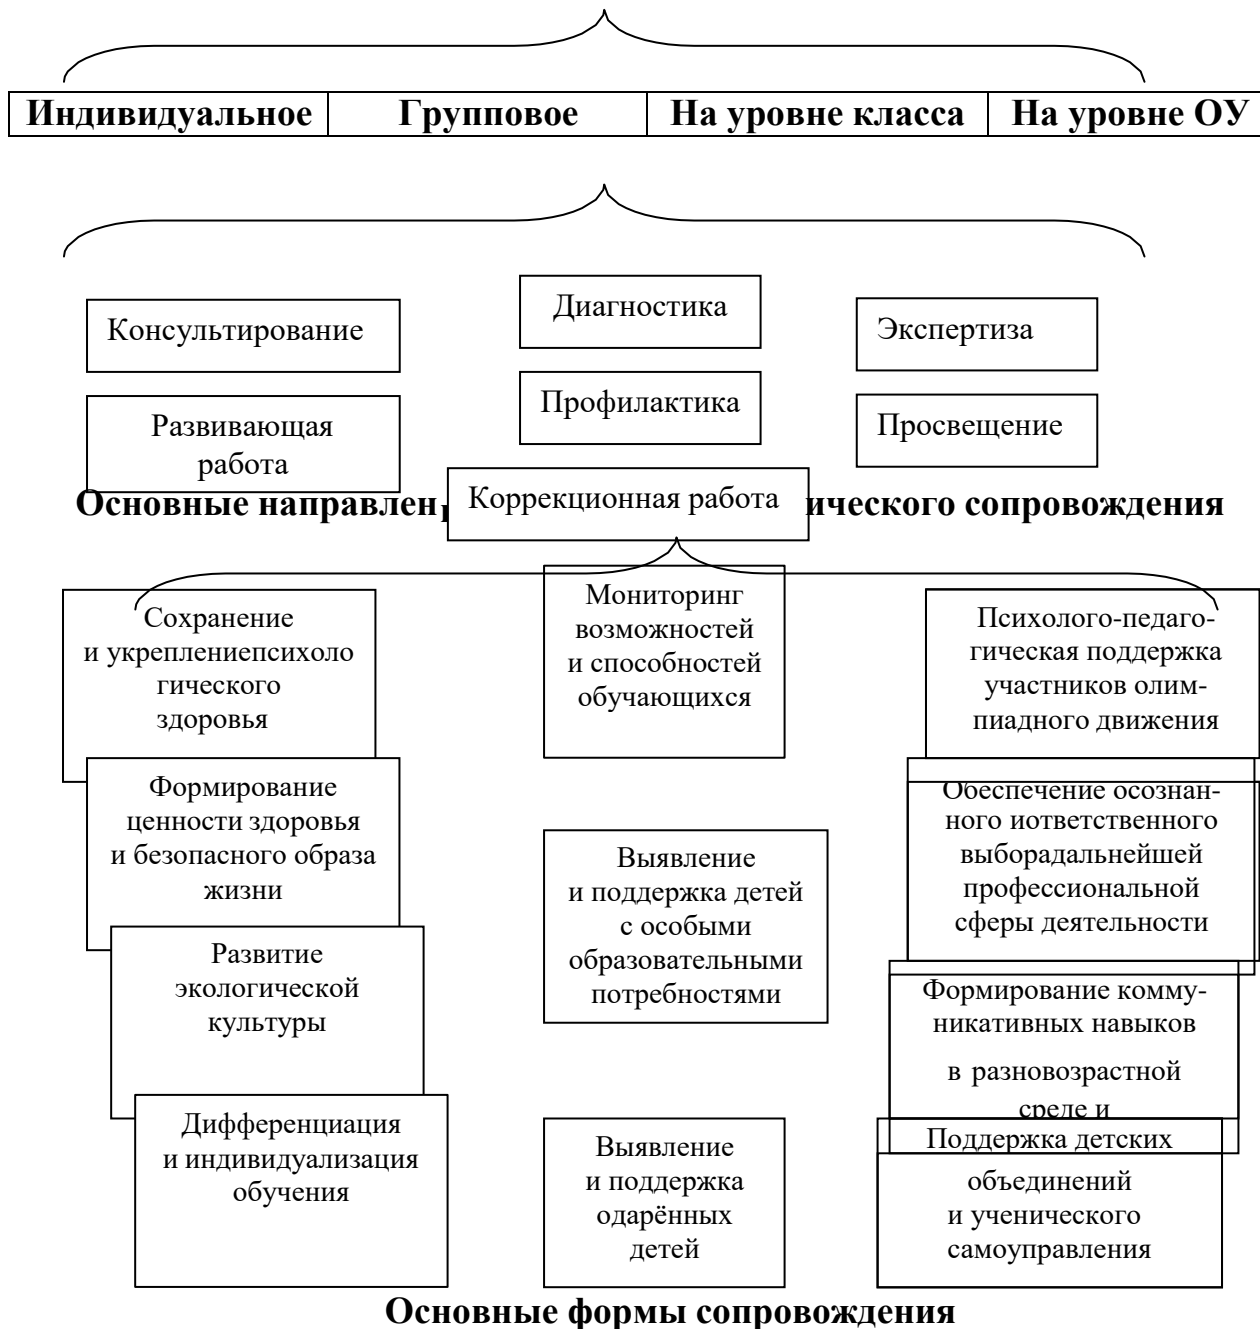 Индивидуальное Групповое На уровне класса На уровне ОУ
Консультирование
Диагностика
Экспертиза
Развивающая
работа
Профилактика
Просвещение
Коррекционная работа
Основные направлен ического сопровождения
Сохранение
и укреплениепсихоло
гического
здоровья
Мониторинг
возможностей
и способностей
обучающихся
Психолого-педаго-
гическая поддержка
участников олим-
пиадного движения
Формирование
ценности здоровья
и безопасного образа
жизни
Выявление
и поддержка детей
с особыми
образовательными
потребностями
Обеспечение осознан-
ного иответственного
выборадальнейшей
профессиональной
сферы деятельности
Развитие
экологической
культуры
Формирование комму-
никативных навыков
в разновозрастной
среде и
Дифференциация
и индивидуализация
обучения
Выявление
и поддержка
одарённых
детей
Поддержка детских
объединений
и ученического
самоуправления
Основные формы сопровождения